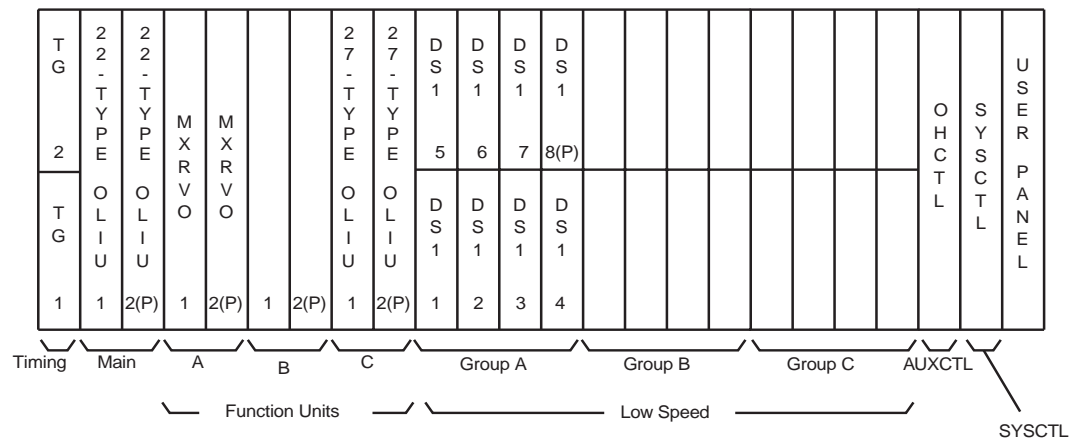 TG 2
TG 1
22-TYPE OLIU 1
22-TYPE OLIU 2(P)
MXRVO 1
MXRVO 2(P)
1
2(P)
27-TYPE OLIU 1
27-TYPE OLIU 2(P)
DS1 5
DS1 6
DS1 7
DS1 8(P)
DS1 1
DS1 2
DS1 3
DS1 4
OHCTL
SYSCTL
USER PANEL
Timing
Main
A
B
C
Group A
Group B
Group C
AUXCTL
Function Units
Low Speed
SYSCTL